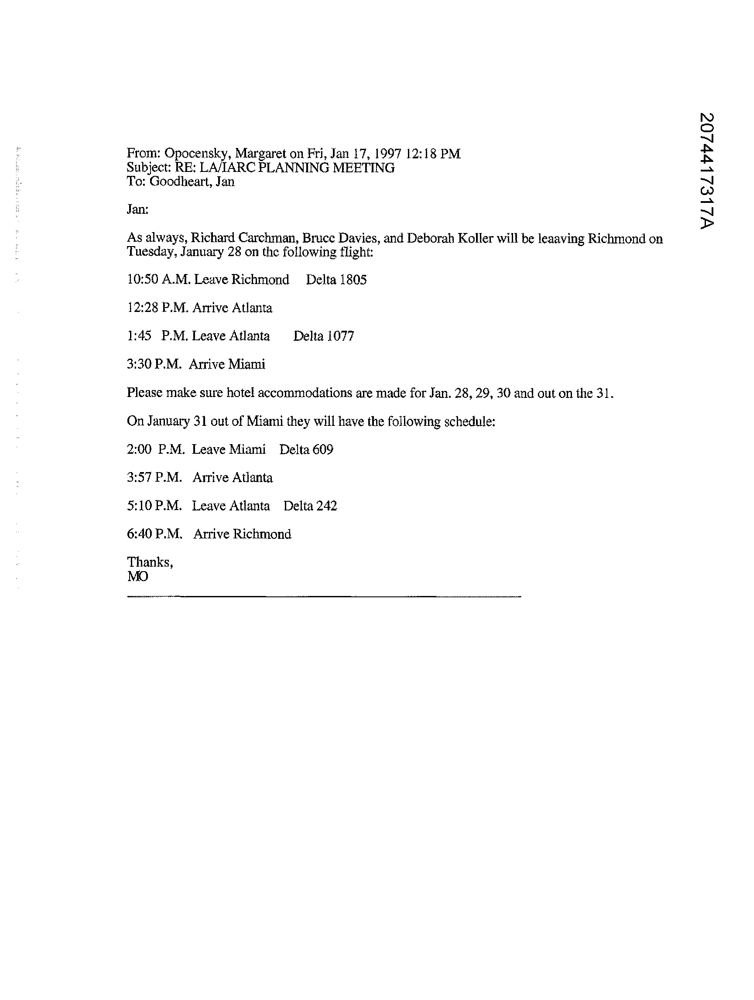 From: Opocensky, Margaret on Fri, Jan 17, 1997 12:18 PM
Subject: RE: LA/IARC PLANNING MEETING
To: Goodheart, Jan
Jan:
As always, Richard Carchman, Bruce Davies, and Deborah Koller will be leaaving Richmond on
Tuesday, January 28 on the following flight:
10:50 A.M. Leave Richmond Delta 1805
12:28 P.M. Arrive Atlanta
1:45 P.M. Leave Atlanta Delta 1077
3:30 P.M. Arrive Miami
Please make sure hotel accommodations are made for Jan. 28, 29, 30 and out on the 31.
On January 31 out of Miami they will have the following schedule:
2:00 P.M. Leave Miami Delta 609
3:57 P.M. Arrive Atlanta
5:10 P.M. Leave Atlanta Delta 242
6:40 P.M. Arrive Richmond
Thanks,
MO
2074417317A